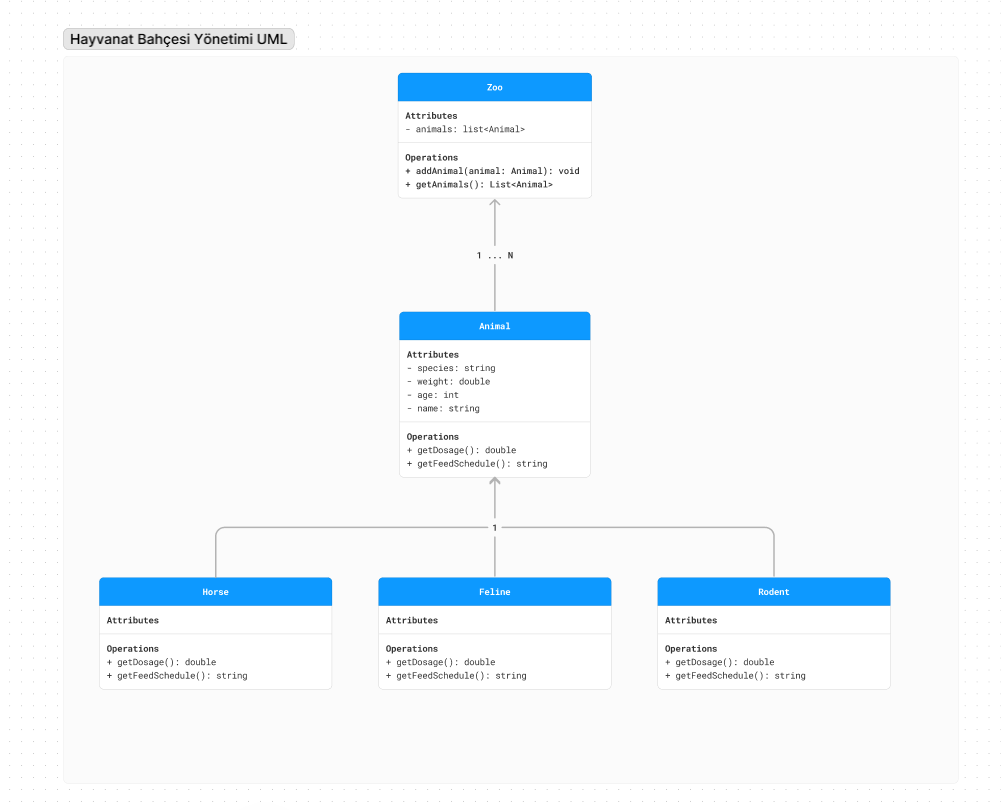 Hayvanat Bahçesi Yönetimi UML
Zoo
Attributes
- animals: list<Animal>
Operations
+ addAnimal(animal: Animal): void
+ getAnimals(): List<Animal>
1 ... N
Animal
Attributes
- species: string
- weight: double
- age: int
- name: string
Operations
+ getDosage(): double
+ getFeedSchedule(): string
1
Horse
Attributes
Operations
+ getDosage(): double
+ getFeedSchedule(): string
Feline
Attributes
Operations
+ getDosage(): double
+ getFeedSchedule(): string
Rodent
Attributes
Operations
+ getDosage(): double
+ getFeedSchedule(): string